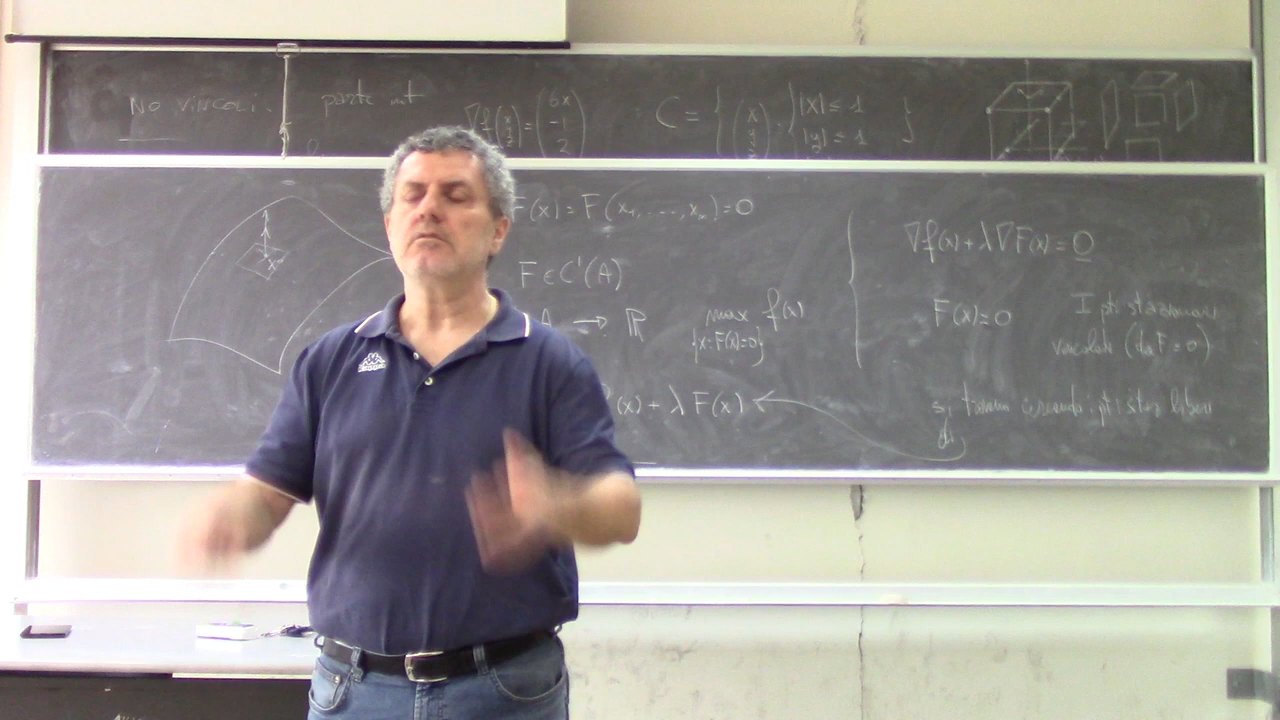 NO VINCOLI.
parte int
∇f(x y z) = (6x -1 2)
C = { (x y z) : { |x| ≤ 1
|y| ≤ 1 }
F(x) = F(x₁, ..., xₙ) = 0
F ∈ C¹(A)
A → ℝ
max f(x)
{x: F(x)=0}
(x) + λ F(x)
∇f(x) + λ∇F(x) = 0
F(x) = 0
I pti stazionari
vincolati (da F=0)
si trovano cercando i pti staz liberi
di